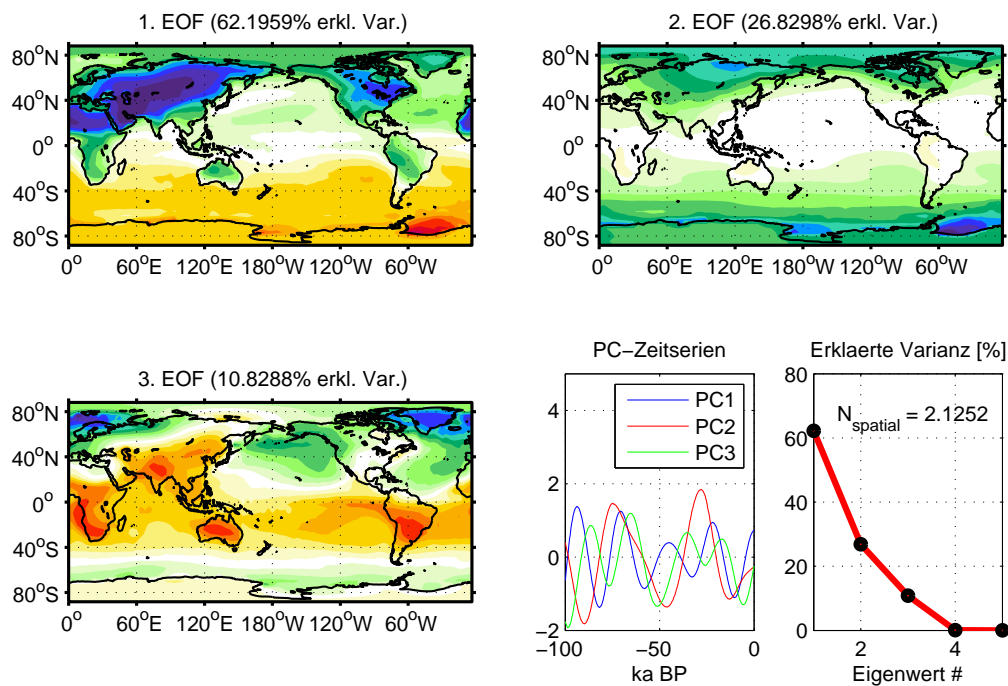 1. EOF (62.1959% erkl. Var.)
80°N
40°N
0°
40°S
80°S
0° 60°E 120°E 180°W 120°W 60°W
2. EOF (26.8298% erkl. Var.)
80°N
40°N
0°
40°S
80°S
0° 60°E 120°E 180°W 120°W 60°W
3. EOF (10.8288% erkl. Var.)
80°N
40°N
0°
40°S
80°S
0° 60°E 120°E 180°W 120°W 60°W
PC−Zeitserien
4
2
0
−2
−100 −50 0
ka BP
PC1
PC2
PC3
Erklaerte Varianz [%]
80
60
40
20
0
2 4
Eigenwert #
N_spatial = 2.1252